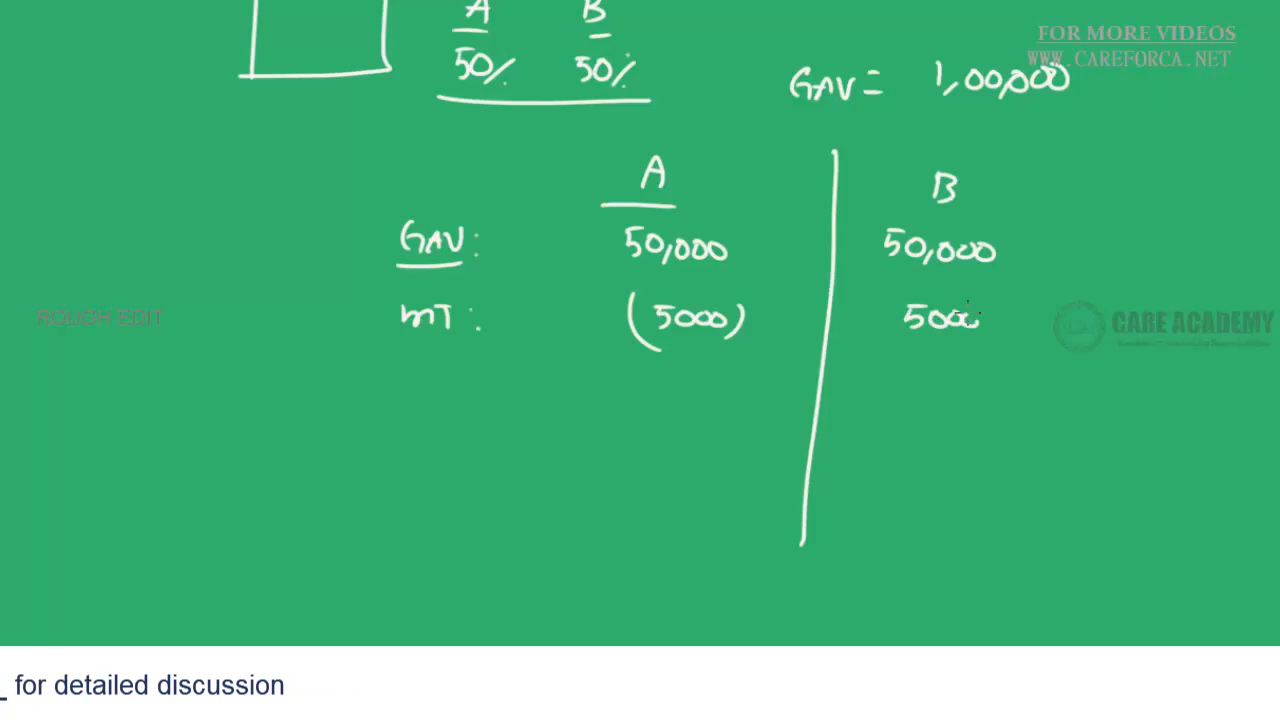 A B
50% 50%
FOR MORE VIDEOS
WWW.CAREFORCA.NET
GAV = 1,00,000
A B
GAV: 50,000 50,000
MT: (5000) 5000
ROUGH EDIT
CARE ACADEMY
_ for detailed discussion